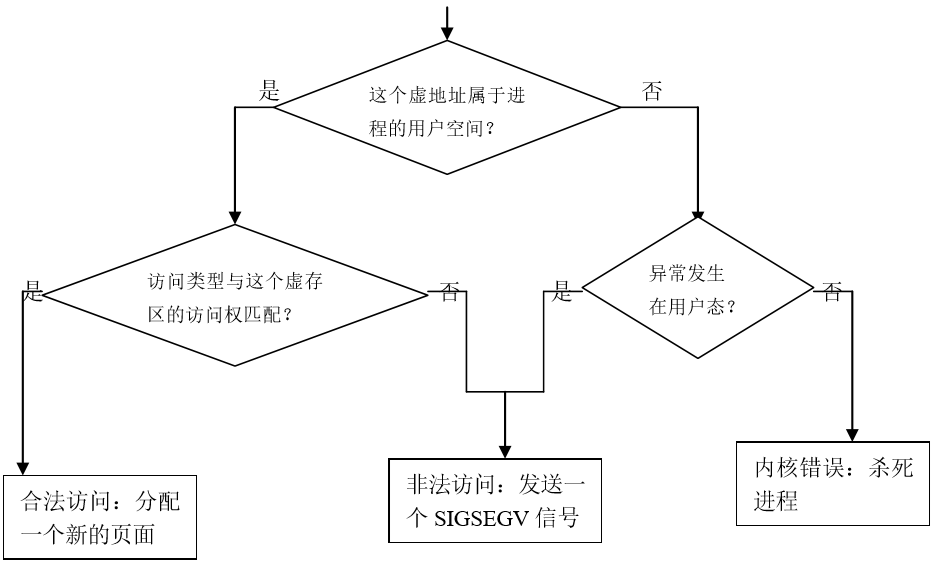 是
否
这个虚地址属于进
程的用户空间？
是
访问类型与这个虚存
区的访问权匹配？
否
是
异常发生
在用户态？
否
合法访问：分配
一个新的页面
非法访问：发送一
个 SIGSEGV 信号
内核错误：杀死
进程